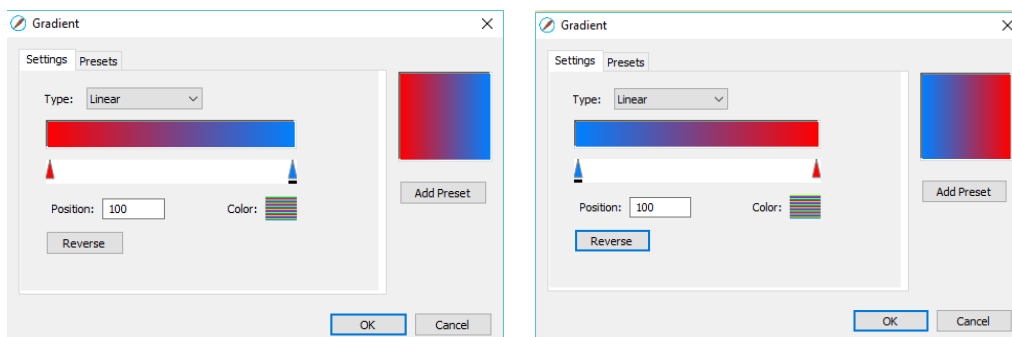 Gradient
Settings Presets
Type: Linear
Position: 100 Color:
Add Preset
Reverse
OK Cancel
Gradient
Settings Presets
Type: Linear
Position: 100 Color:
Add Preset
Reverse
OK Cancel